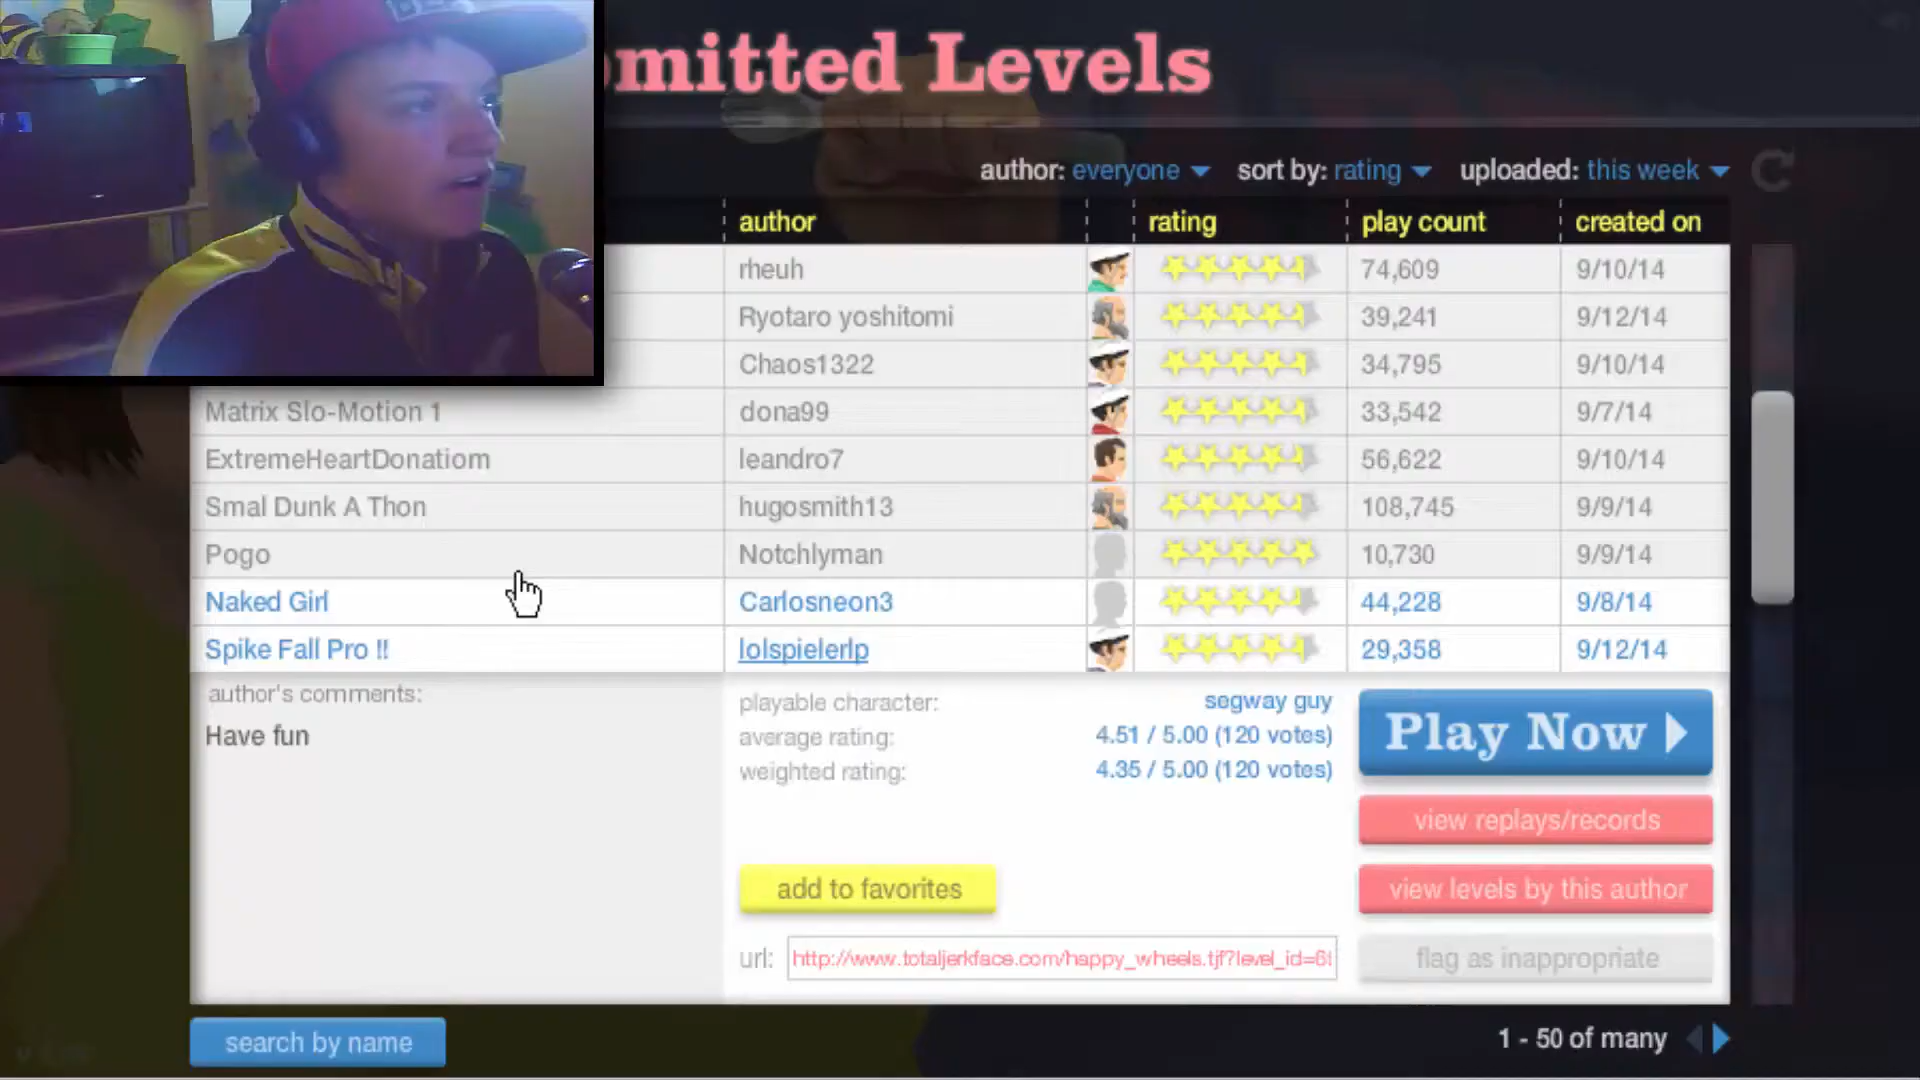 mitted Levels
author: everyone sort by: rating uploaded: this week
author rating play count created on
rheuh 74,609 9/10/14
Ryotaro yoshitomi 39,241 9/12/14
Chaos1322 34,795 9/10/14
Matrix Slo-Motion 1 dona99 33,542 9/7/14
ExtremeHeartDonatiom leandro7 56,622 9/10/14
Smal Dunk A Thon hugosmith13 108,745 9/9/14
Pogo Notchlyman 10,730 9/9/14
Naked Girl Carlosneon3 44,228 9/8/14
Spike Fall Pro !! lolspielerlp 29,358 9/12/14
author's comments:
Have fun
playable character: segway guy
average rating: 4.51 / 5.00 (120 votes)
weighted rating: 4.35 / 5.00 (120 votes)
Play Now
view replays/records
add to favorites
view levels by this author
url: http://www.totaljerkface.com/happy_wheels.tjf?level_id=6
flag as inappropriate
search by name
1 - 50 of many